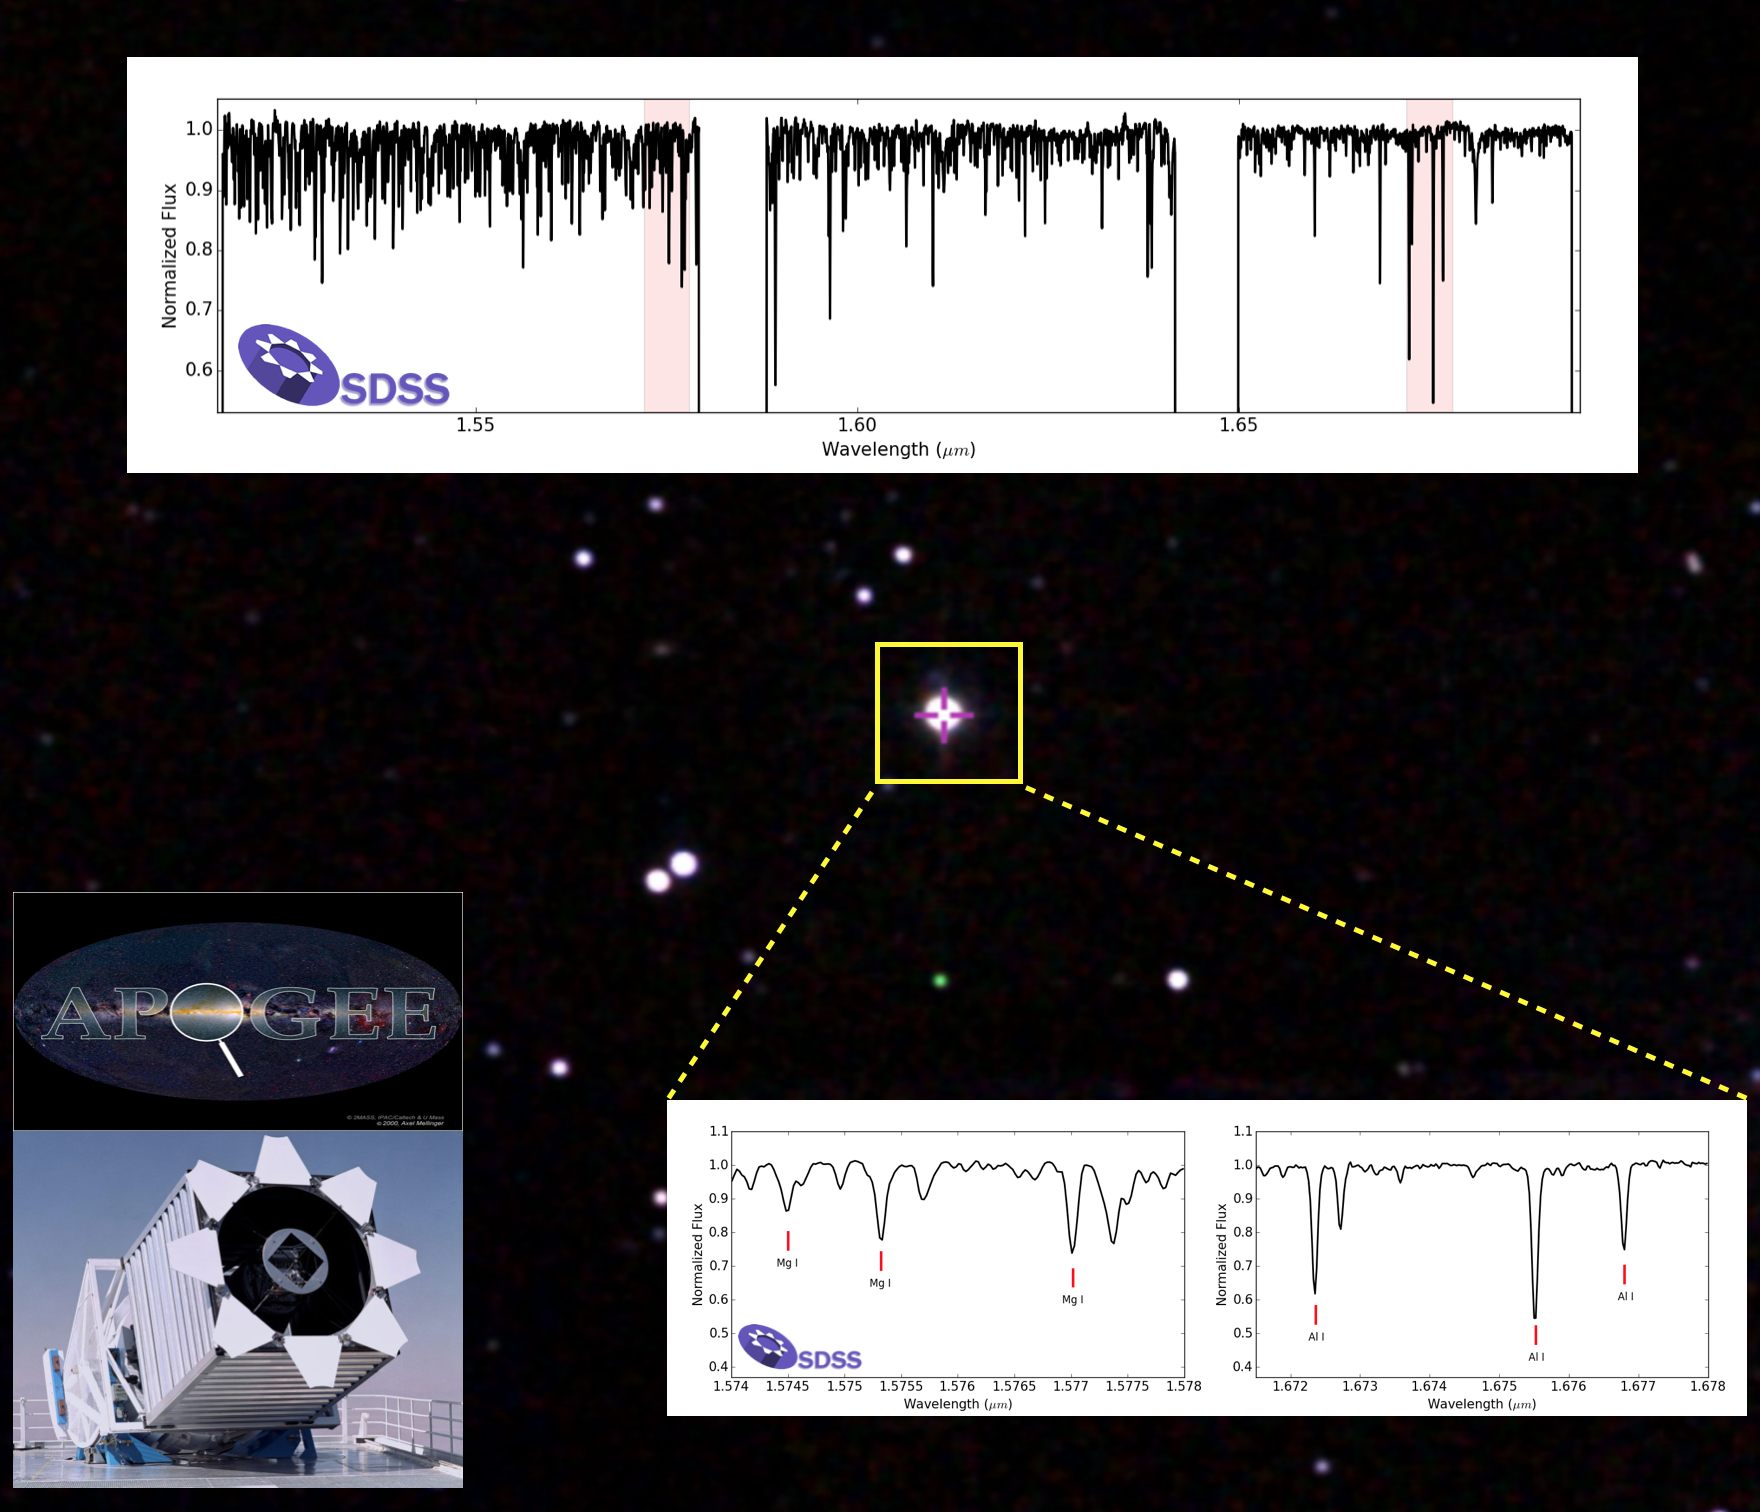 1.0
0.9
0.8
0.7
0.6
Normalized Flux
SDSS
1.55
1.60
1.65
Wavelength (μm)
APOGEE
© 2MASS, IPAC/Caltech & U Mass
© 2000, Axel Mellinger
1.1
1.0
0.9
0.8
0.7
0.6
0.5
0.4
Normalized Flux
Mg I
Mg I
Mg I
SDSS
1.574
1.5745
1.575
1.5755
1.576
1.5765
1.577
1.5775
1.578
Wavelength (μm)
1.1
1.0
0.9
0.8
0.7
0.6
0.5
0.4
Normalized Flux
Al I
Al I
Al I
1.672
1.673
1.674
1.675
1.676
1.677
1.678
Wavelength (μm)